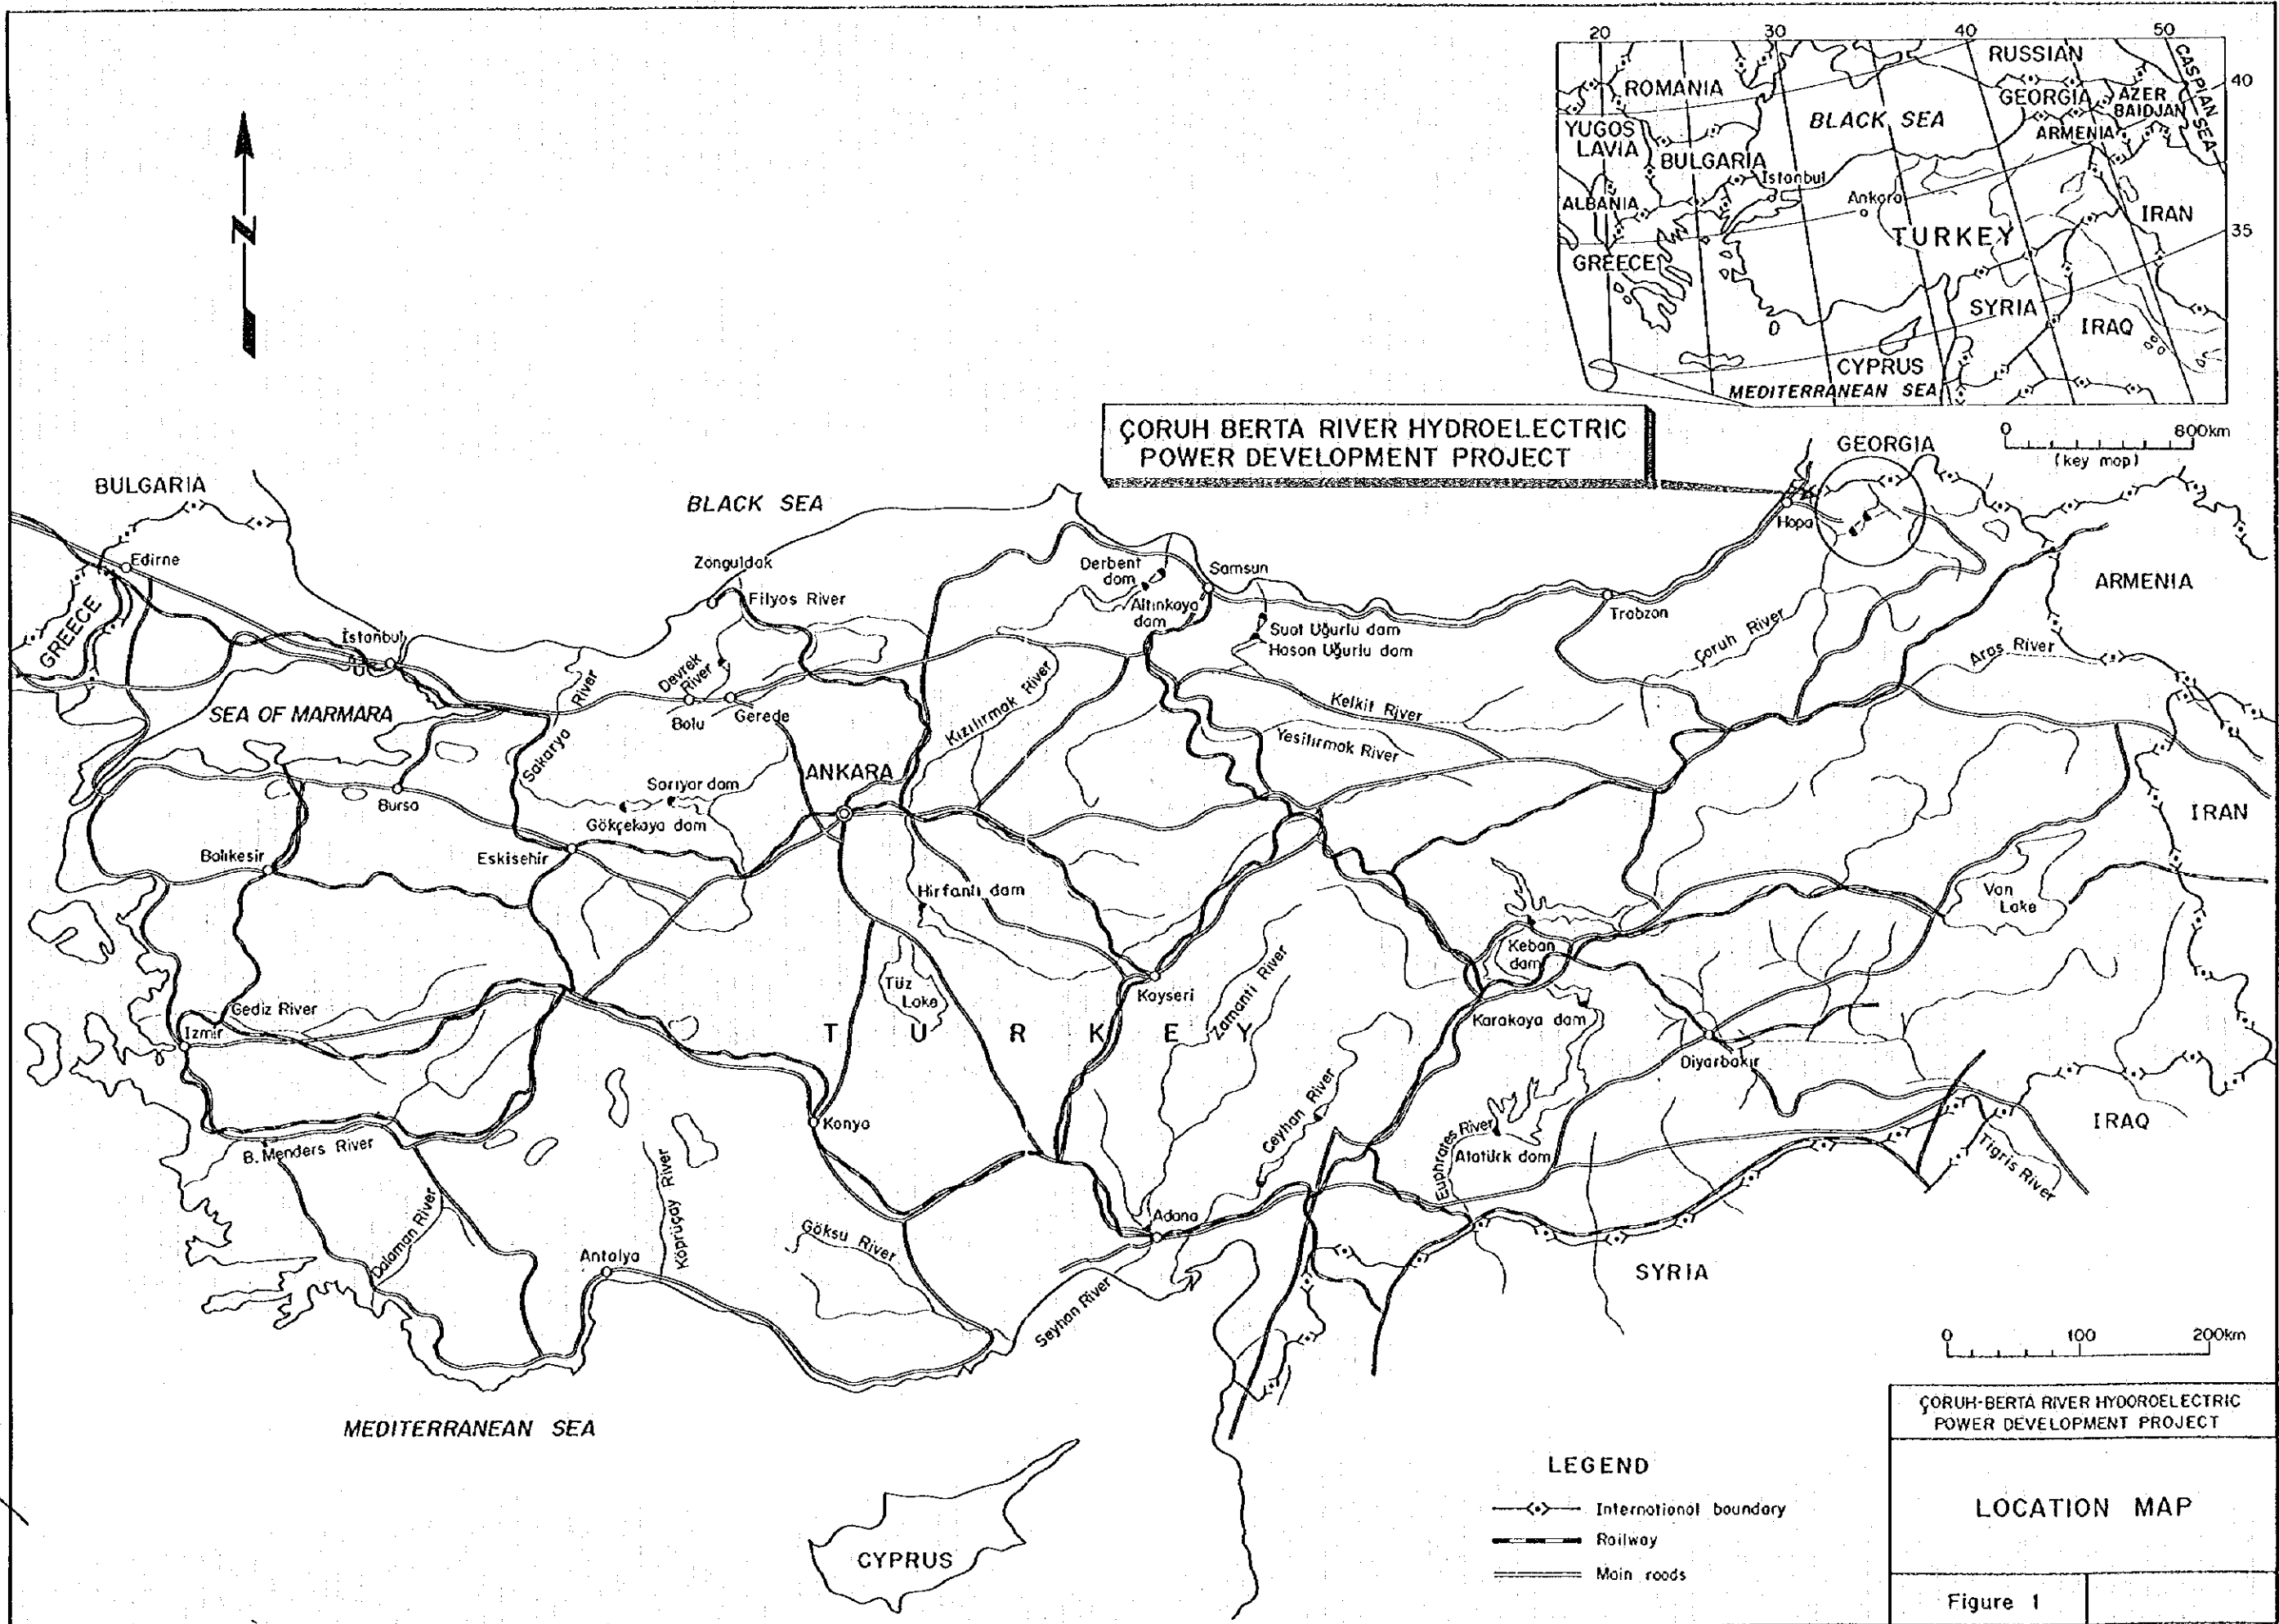 20 30 40 50
RUSSIAN
ROMANIA
40
GEORGIA
AZER
BAIDJAN
CASPIAN SEA
BLACK SEA
YUGOS
LAVIA
ARMENIA
BULGARIA
İstanbul
Ankara
ALBANIA
IRAN
TURKEY
35
GREECE
SYRIA
IRAQ
CYPRUS
MEDITERRANEAN SEA
0 800km
(key map)
N
ÇORUH BERTA RIVER HYDROELECTRIC
POWER DEVELOPMENT PROJECT
GEORGIA
BULGARIA
BLACK SEA
Hopa
Edirne
Zonguldak
Derbent
dam
Samsun
ARMENIA
Filyos River
Altınkaya
dam
Trabzon
GREECE
İstanbul
Suat Uğurlu dam
Hasan Uğurlu dam
Çoruh River
Aras River
Devrek
River
River
SEA OF MARMARA
Bolu
Gerede
Kızılırmak River
Kelkit River
Yesilırmak River
Sakarya
ANKARA
Sarıyar dam
Bursa
Gökçekaya dam
IRAN
Balıkesir
Eskisehir
Hirfanlı dam
Van
Lake
Keban
dam
Tüz
Lake
Kayseri
Zamantı River
Gediz River
Izmir
TÜRKEY
Karakaya dam
Diyarbakır
Ceyhan River
Konya
IRAQ
B. Menders River
Euphrates River
Atatürk dam
Tigris River
Köprüçay River
Dalaman River
Göksu River
Adana
Antalya
SYRIA
Seyhan River
0 100 200km
MEDITERRANEAN SEA
CYPRUS
LEGEND
International boundary
Railway
Main roads
ÇORUH-BERTA RIVER HYDOROELECTRIC
POWER DEVELOPMENT PROJECT
LOCATION MAP
Figure 1